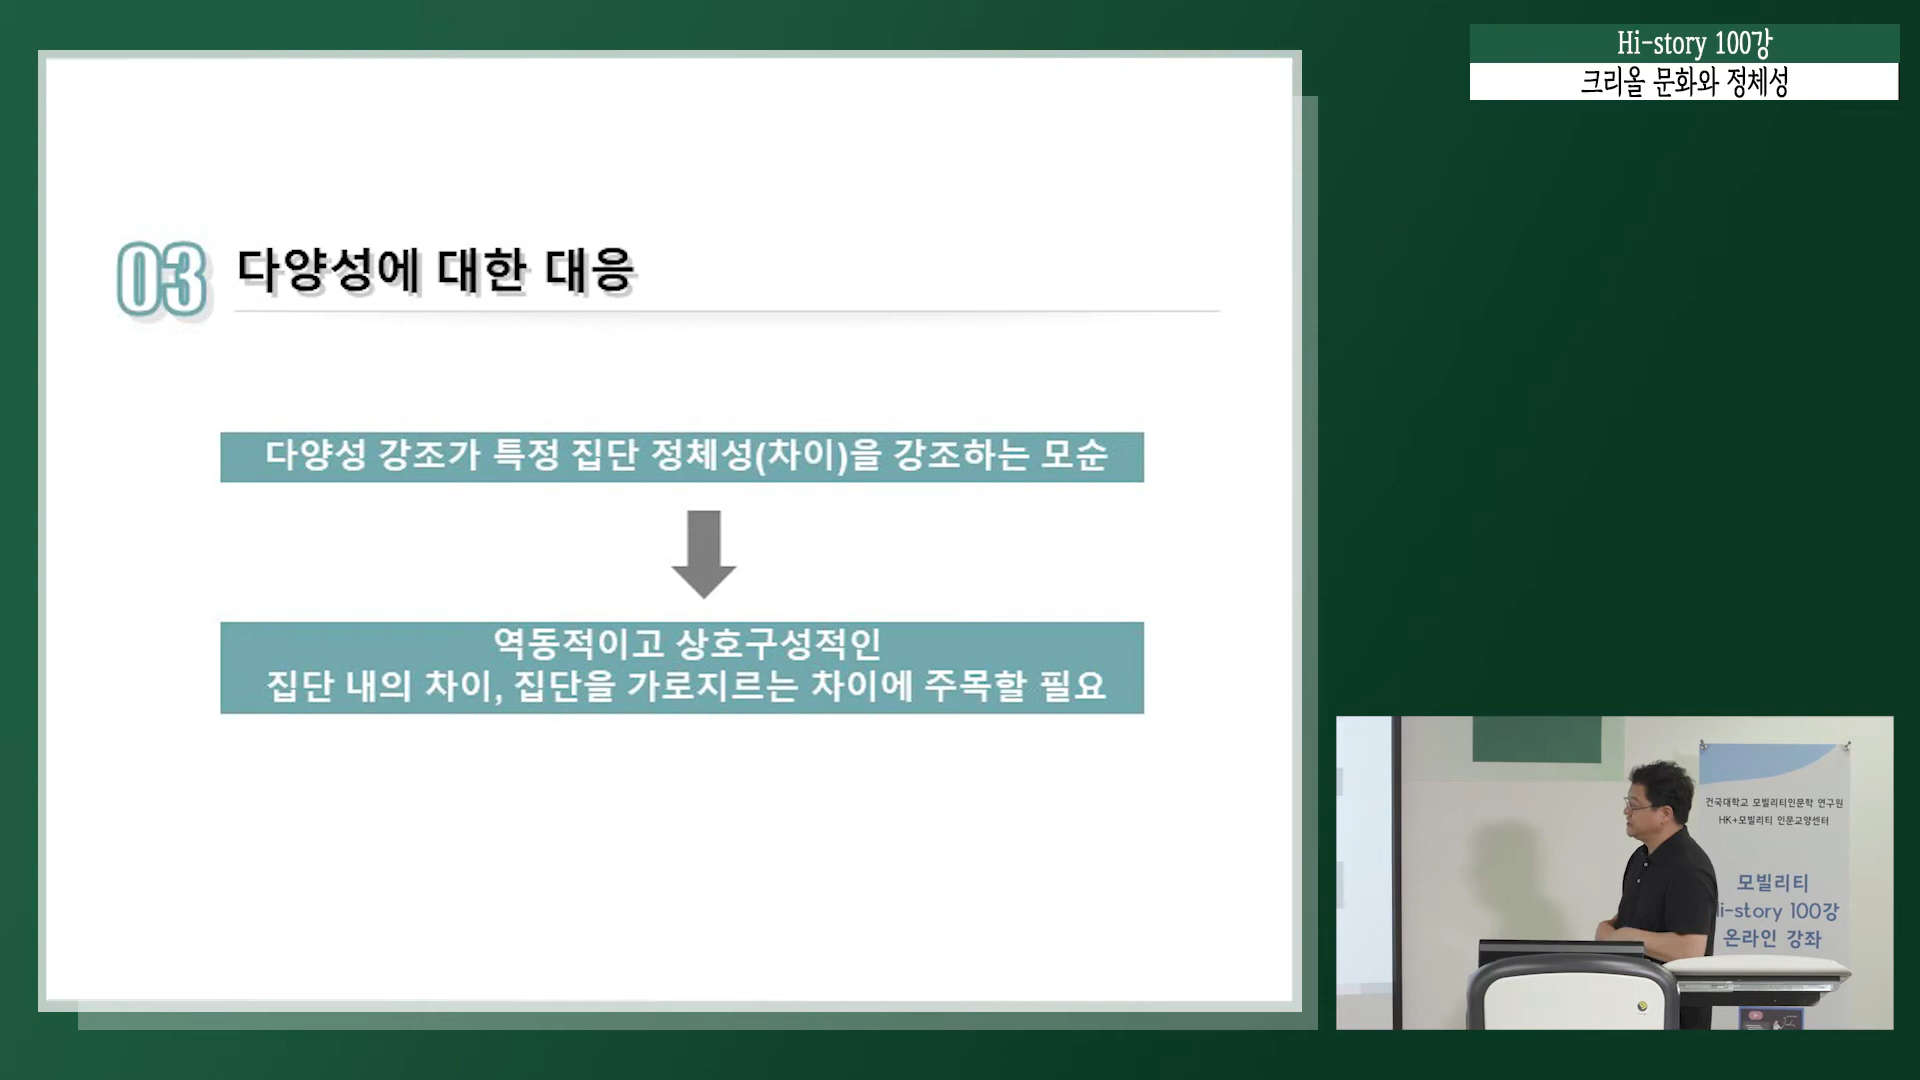 Hi-story 100강
크리올 문화와 정체성
03 다양성에 대한 대응
다양성 강조가 특정 집단 정체성(차이)을 강조하는 모순
역동적이고 상호구성적인
집단 내의 차이, 집단을 가로지르는 차이에 주목할 필요
건국대학교 모빌리티인문학 연구원
HK+모빌리티 인문교양센터
모빌리티
i-story 100강
온라인 강좌